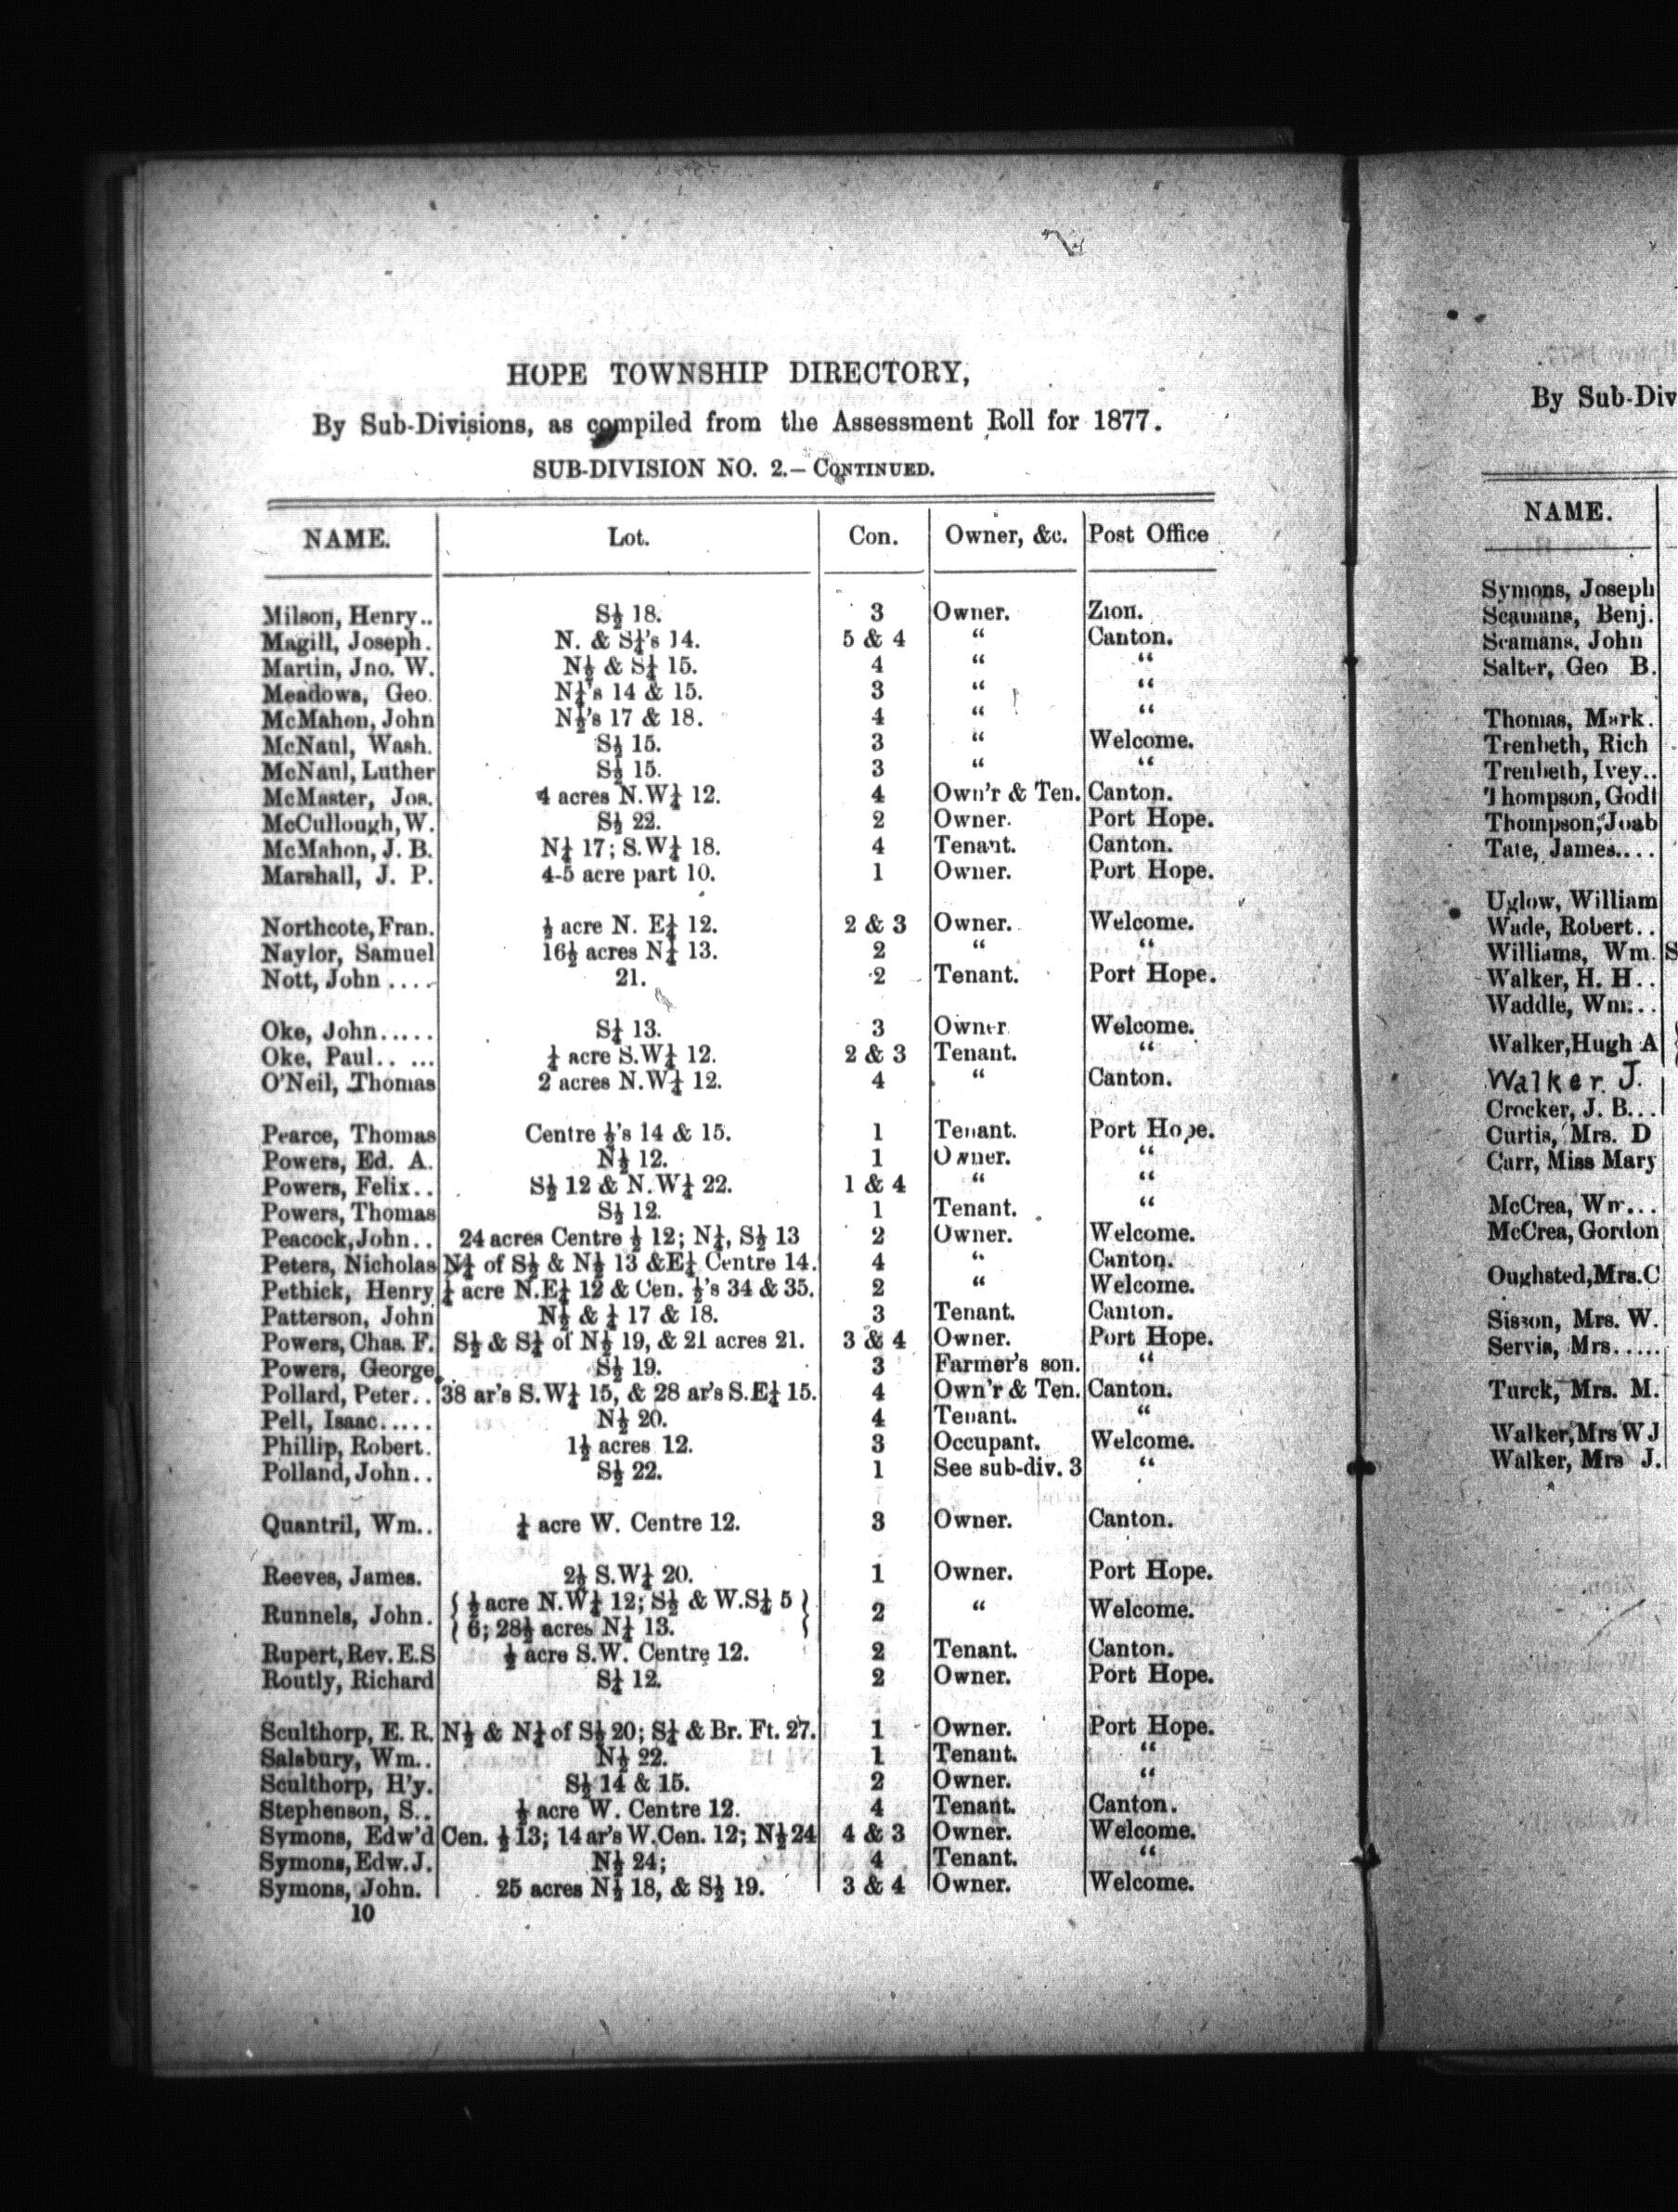 HOPE TOWNSHIP DIRECTORY,
By Sub-Divisions, as compiled from the Assessment Roll for 1877.
SUB-DIVISION NO. 2.— CONTINUED.
NAME. Lot. Con. Owner, &c. Post Office
Milson, Henry.. S½ 18. 3 Owner. Zion.
Magill, Joseph. N. & S¼'s 14. 5 & 4 “ Canton.
Martin, Jno. W. N½ & S¼ 15. 4 “ “
Meadows, Geo. N¼'s 14 & 15. 3 “ “
McMahon, John N½'s 17 & 18. 4 “ “
McNaul, Wash. S½ 15. 3 “ Welcome.
McNaul, Luther S½ 15. 3 “ “
McMaster, Jos. 4 acres N.W¼ 12. 4 Own'r & Ten. Canton.
McCullough, W. S½ 22. 2 Owner. Port Hope.
McMahon, J. B. N¼ 17; S.W¼ 18. 4 Tenant. Canton.
Marshall, J. P. 4-5 acre part 10. 1 Owner. Port Hope.
Northcote, Fran. ½ acre N. E¼ 12. 2 & 3 Owner. Welcome.
Naylor, Samuel 16½ acres N¼ 13. 2 “ “
Nott, John .... 21. 2 Tenant. Port Hope.
Oke, John..... S¼ 13. 3 Owner Welcome.
Oke, Paul.. ... ¼ acre S.W¼ 12. 2 & 3 Tenant. “
O'Neil, Thomas 2 acres N.W¼ 12. 4 “ Canton.
Pearce, Thomas Centre ½'s 14 & 15. 1 Tenant. Port Hope.
Powers, Ed. A. N½ 12. 1 Owner. “
Powers, Felix.. S½ 12 & N.W¼ 22. 1 & 4 “ “
Powers, Thomas S½ 12. 1 Tenant. “
Peacock, John.. 24 acres Centre ½ 12; N¼, S½ 13 2 Owner. Welcome.
Peters, Nicholas N¼ of S½ & N½ 13 & E¼ Centre 14. 4 “ Canton.
Pethick, Henry ¼ acre N.E¼ 12 & Cen. ½'s 34 & 35. 2 “ Welcome.
Patterson, John N½ & ¼ 17 & 18. 3 Tenant. Canton.
Powers, Chas. F. S½ & S¼ of N½ 19, & 21 acres 21. 3 & 4 Owner. Port Hope.
Powers, George. S½ 19. 3 Farmer's son. “
Pollard, Peter.. 38 ar's S.W¼ 15, & 28 ar's S.E¼ 15. 4 Own'r & Ten. Canton.
Pell, Isaac..... N½ 20. 4 Tenant. “
Phillip, Robert. 1½ acres 12. 3 Occupant. Welcome.
Polland, John.. S½ 22. 1 See sub-div. 3 “
Quantril, Wm.. ¼ acre W. Centre 12. 3 Owner. Canton.
Reeves, James. 2½ S.W¼ 20. 1 Owner. Port Hope.
Runnels, John. { ½ acre N.W¼ 12; S½ & W.S¼ 5 } 2 “ Welcome.
{ 6; 28½ acres N¼ 13. }
Rupert, Rev. E.S ½ acre S.W. Centre 12. 2 Tenant. Canton.
Routly, Richard S¼ 12. 2 Owner. Port Hope.
Sculthorp, E. R. N½ & N¼ of S½ 20; S¼ & Br. Ft. 27. 1 Owner. Port Hope.
Salsbury, Wm.. N½ 22. 1 Tenant. “
Sculthorp, H'y. S½ 14 & 15. 2 Owner. “
Stephenson, S.. ½ acre W. Centre 12. 4 Tenant. Canton.
Symons, Edw'd Cen. ½ 13; 14 ar's W. Cen. 12; N½ 24 4 & 3 Owner. Welcome.
Symons, Edw. J. N½ 24; 4 Tenant. “
Symons, John. 25 acres N½ 18, & S½ 19. 3 & 4 Owner. Welcome.
10
By Sub-Div
NAME.
Symons, Joseph
Seamans, Benj.
Seamans, John
Salter, Geo B.
Thomas, Mark.
Trenbeth, Rich
Trenbeth, Ivey..
Thompson, Godf
Thompson, Joab
Tate, James....
Uglow, William
Wade, Robert..
Williams, Wm. S
Walker, H. H..
Waddle, Wm...
Walker, Hugh A
Walker. J.
Crocker, J. B...
Curtis, Mrs. D
Carr, Miss Mary
McCrea, Wm...
McCrea, Gordon
Oughsted, Mrs. C
Sisson, Mrs. W.
Servis, Mrs.....
Turck, Mrs. M.
Walker, Mrs W J
Walker, Mrs J.